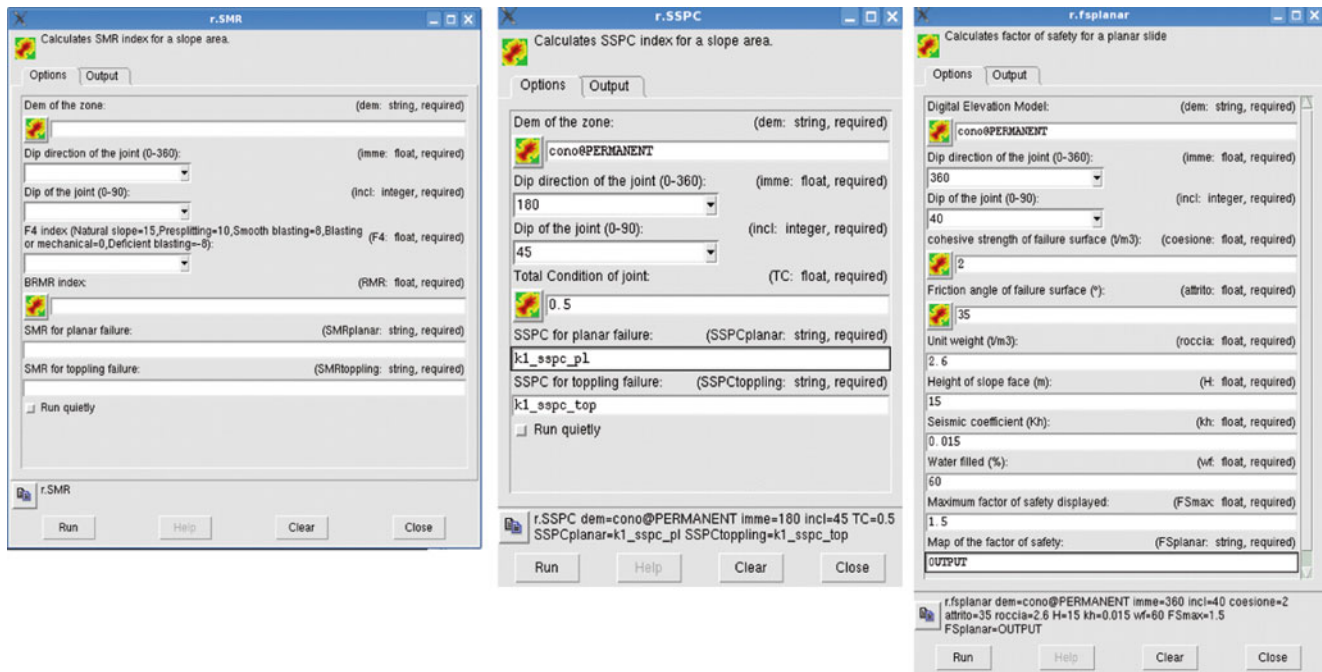 r.SMR
Calculates SMR index for a slope area.
Options Output
Dem of the zone: (dem: string, required)
Dip direction of the joint (0-360): (imme: float, required)
Dip of the joint (0-90): (incl: integer, required)
F4 index (Natural slope=15,Presplitting=10,Smooth blasting=8,Blasting (F4: float, required)
or mechanical=0,Deficient blasting=-8):
BRMR index: (RMR: float, required)
SMR for planar failure: (SMRplanar: string, required)
SMR for toppling failure: (SMRtoppling: string, required)
Run quietly
r.SMR
Run Help Clear Close
r.SSPC
Calculates SSPC index for a slope area.
Options Output
Dem of the zone: (dem: string, required)
cono@PERMANENT
Dip direction of the joint (0-360): (imme: float, required)
180
Dip of the joint (0-90): (incl: integer, required)
45
Total Condition of joint: (TC: float, required)
0.5
SSPC for planar failure: (SSPCplanar: string, required)
k1_sspc_pl
SSPC for toppling failure: (SSPCtoppling: string, required)
k1_sspc_top
Run quietly
r.SSPC dem=cono@PERMANENT imme=180 incl=45 TC=0.5
SSPCplanar=k1_sspc_pl SSPCtoppling=k1_sspc_top
Run Help Clear Close
r.fsplanar
Calculates factor of safety for a planar slide
Options Output
Digital Elevation Model: (dem: string, required)
cono@PERMANENT
Dip direction of the joint (0-360): (imme: float, required)
360
Dip of the joint (0-90): (incl: integer, required)
40
cohesive strength of failure surface (t/m3): (coesione: float, required)
2
Friction angle of failure surface (°): (attrito: float, required)
35
Unit weight (t/m3): (roccia: float, required)
2.6
Height of slope face (m): (H: float, required)
15
Seismic coefficient (Kh): (kh: float, required)
0.015
Water filled (%): (wf: float, required)
60
Maximum factor of safety displayed: (FSmax: float, required)
1.5
Map of the factor of safety: (FSplanar: string, required)
OUTPUT
r.fsplanar dem=cono@PERMANENT imme=360 incl=40 coesione=2
attrito=35 roccia=2.6 H=15 kh=0.015 wf=60 FSmax=1.5
FSplanar=OUTPUT
Run Help Clear Close